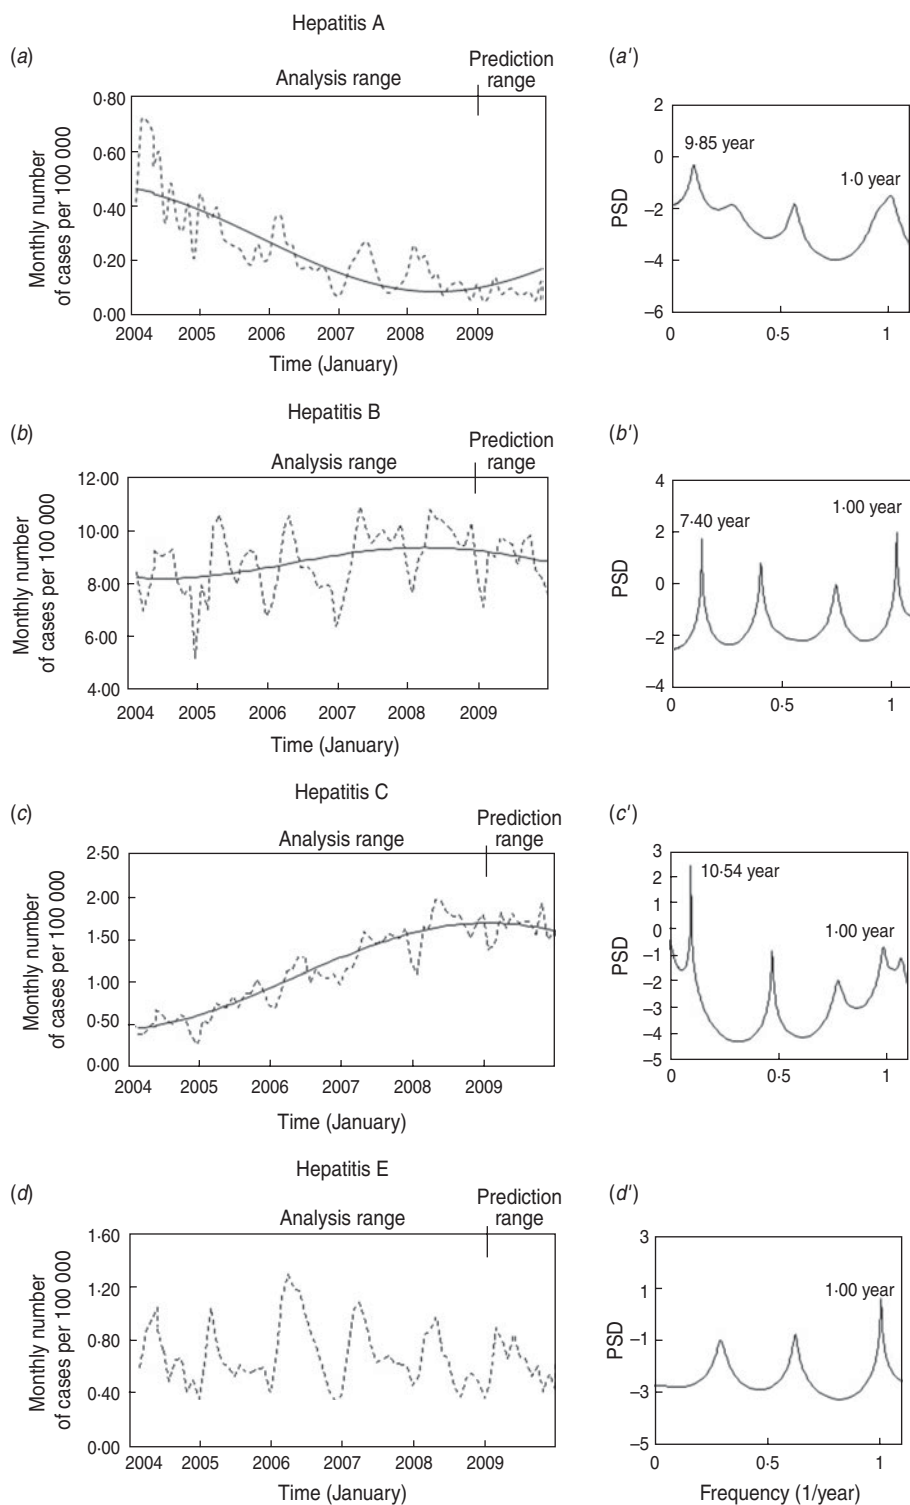 Hepatitis A
(a)
Analysis range
Prediction
range
Monthly number
of cases per 100 000
0·80
0·60
0·40
0·20
0·00
2004 2005 2006 2007 2008 2009
Time (January)
(a')
PSD
2
0
−2
−4
−6
9·85 year
1·0 year
0 0·5 1
Hepatitis B
(b)
Analysis range
Prediction
range
Monthly number
of cases per 100 000
12·00
10·00
8·00
6·00
4·00
2004 2005 2006 2007 2008 2009
Time (January)
(b')
PSD
4
2
0
−2
−4
7·40 year
1·00 year
0 0·5 1
Hepatitis C
(c)
Analysis range
Prediction
range
Monthly number
of cases per 100 000
2·50
2·00
1·50
1·00
0·50
0·00
2004 2005 2006 2007 2008 2009
Time (January)
(c')
PSD
3
2
1
0
−1
−2
−3
−4
−5
10·54 year
1·00 year
0 0·5 1
Hepatitis E
(d)
Analysis range
Prediction
range
Monthly number
of cases per 100 000
1·60
1·20
0·80
0·40
0·00
2004 2005 2006 2007 2008 2009
Time (January)
(d')
PSD
3
1
−1
−3
−5
1·00 year
0 0·5 1
Frequency (1/year)